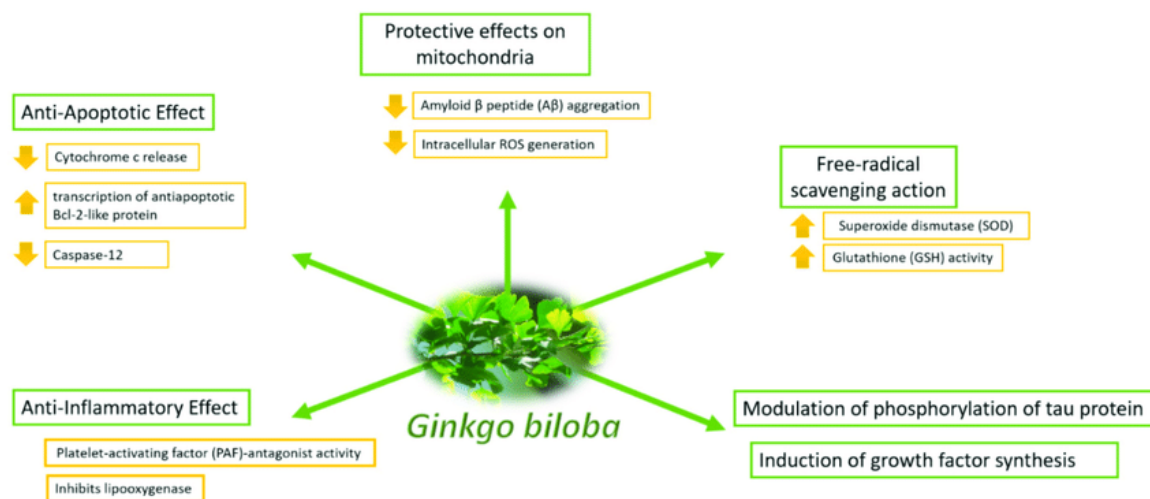 Protective effects on
mitochondria
Amyloid β peptide (Aβ) aggregation
Intracellular ROS generation
Anti-Apoptotic Effect
Cytochrome c release
transcription of antiapoptotic
Bcl-2-like protein
Caspase-12
Free-radical
scavenging action
Superoxide dismutase (SOD)
Glutathione (GSH) activity
Anti-Inflammatory Effect
Platelet-activating factor (PAF)-antagonist activity
Inhibits lipooxygenase
Ginkgo biloba
Modulation of phosphorylation of tau protein
Induction of growth factor synthesis